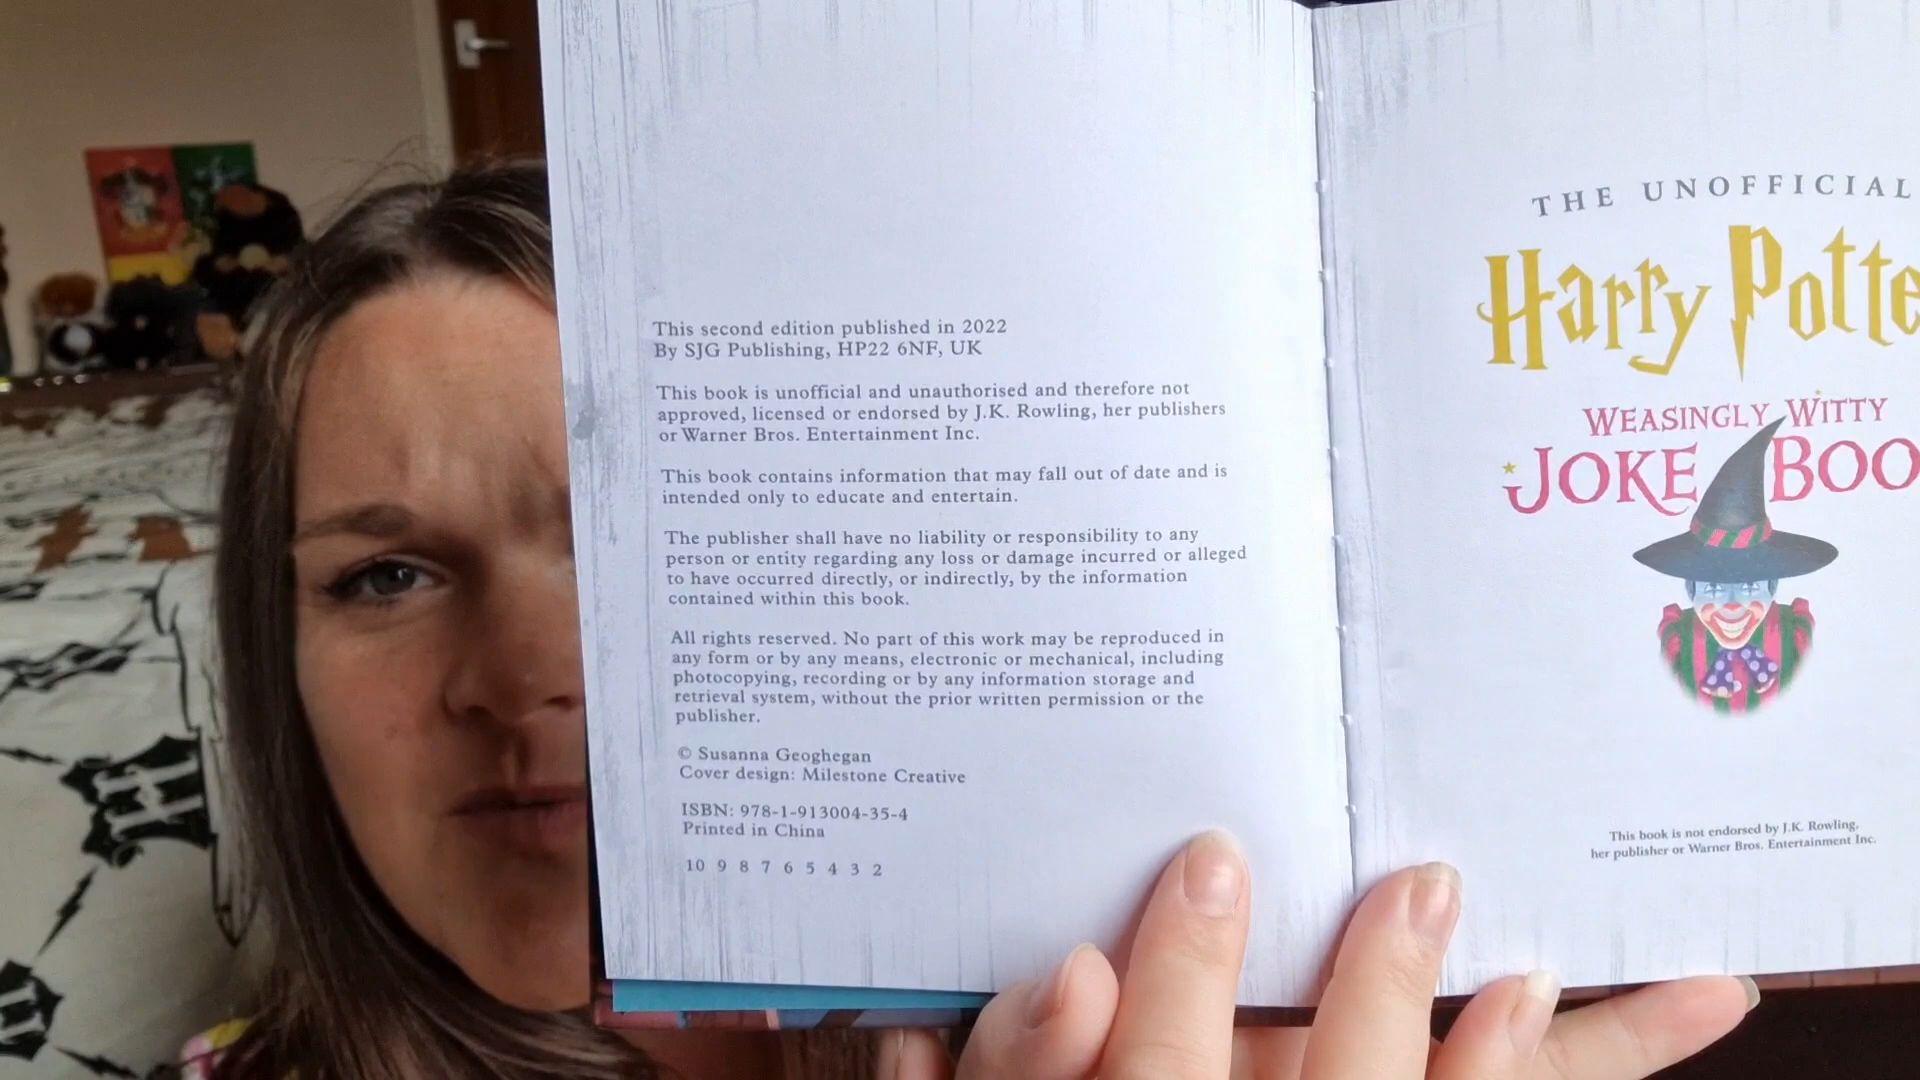 This second edition published in 2022
By SJG Publishing, HP22 6NF, UK
This book is unofficial and unauthorised and therefore not
approved, licensed or endorsed by J.K. Rowling, her publishers
or Warner Bros. Entertainment Inc.
This book contains information that may fall out of date and is
intended only to educate and entertain.
The publisher shall have no liability or responsibility to any
person or entity regarding any loss or damage incurred or alleged
to have occurred directly, or indirectly, by the information
contained within this book.
All rights reserved. No part of this work may be reproduced in
any form or by any means, electronic or mechanical, including
photocopying, recording or by any information storage and
retrieval system, without the prior written permission or the
publisher.
© Susanna Geoghegan
Cover design: Milestone Creative
ISBN: 978-1-913004-35-4
Printed in China
10 9 8 7 6 5 4 3 2
THE UNOFFICIAL
Harry Potte
WEASINGLY WITTY
JOKE BOO
This book is not endorsed by J.K. Rowling,
her publisher or Warner Bros. Entertainment Inc.